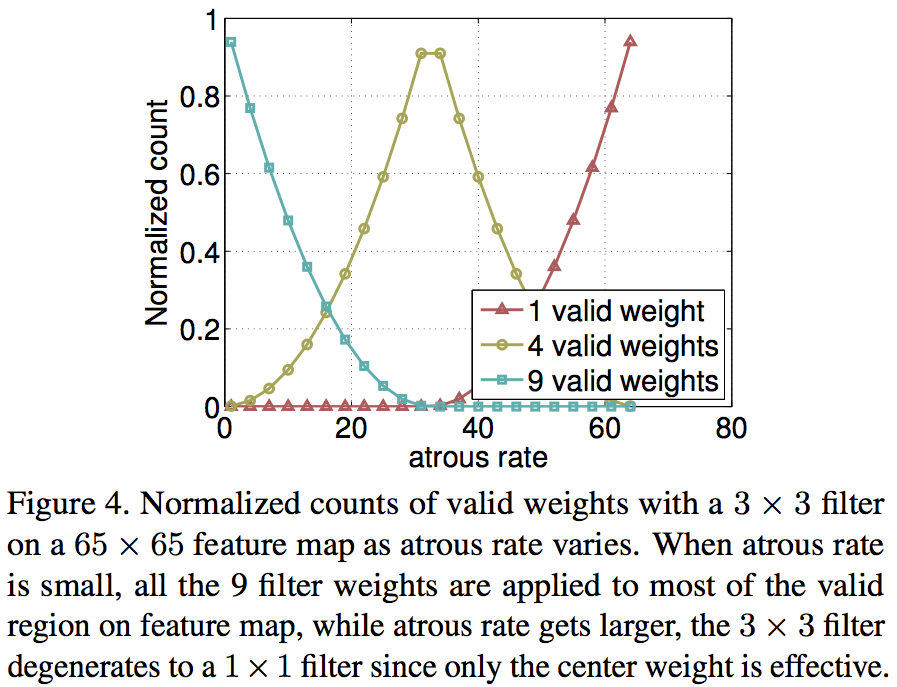 1
0.8
0.6
0.4
0.2
0
Normalized count
1 valid weight
4 valid weights
9 valid weights
0 20 40 60 80
atrous rate
Figure 4. Normalized counts of valid weights with a 3 × 3 filter
on a 65 × 65 feature map as atrous rate varies. When atrous rate
is small, all the 9 filter weights are applied to most of the valid
region on feature map, while atrous rate gets larger, the 3 × 3 filter
degenerates to a 1 × 1 filter since only the center weight is effective.